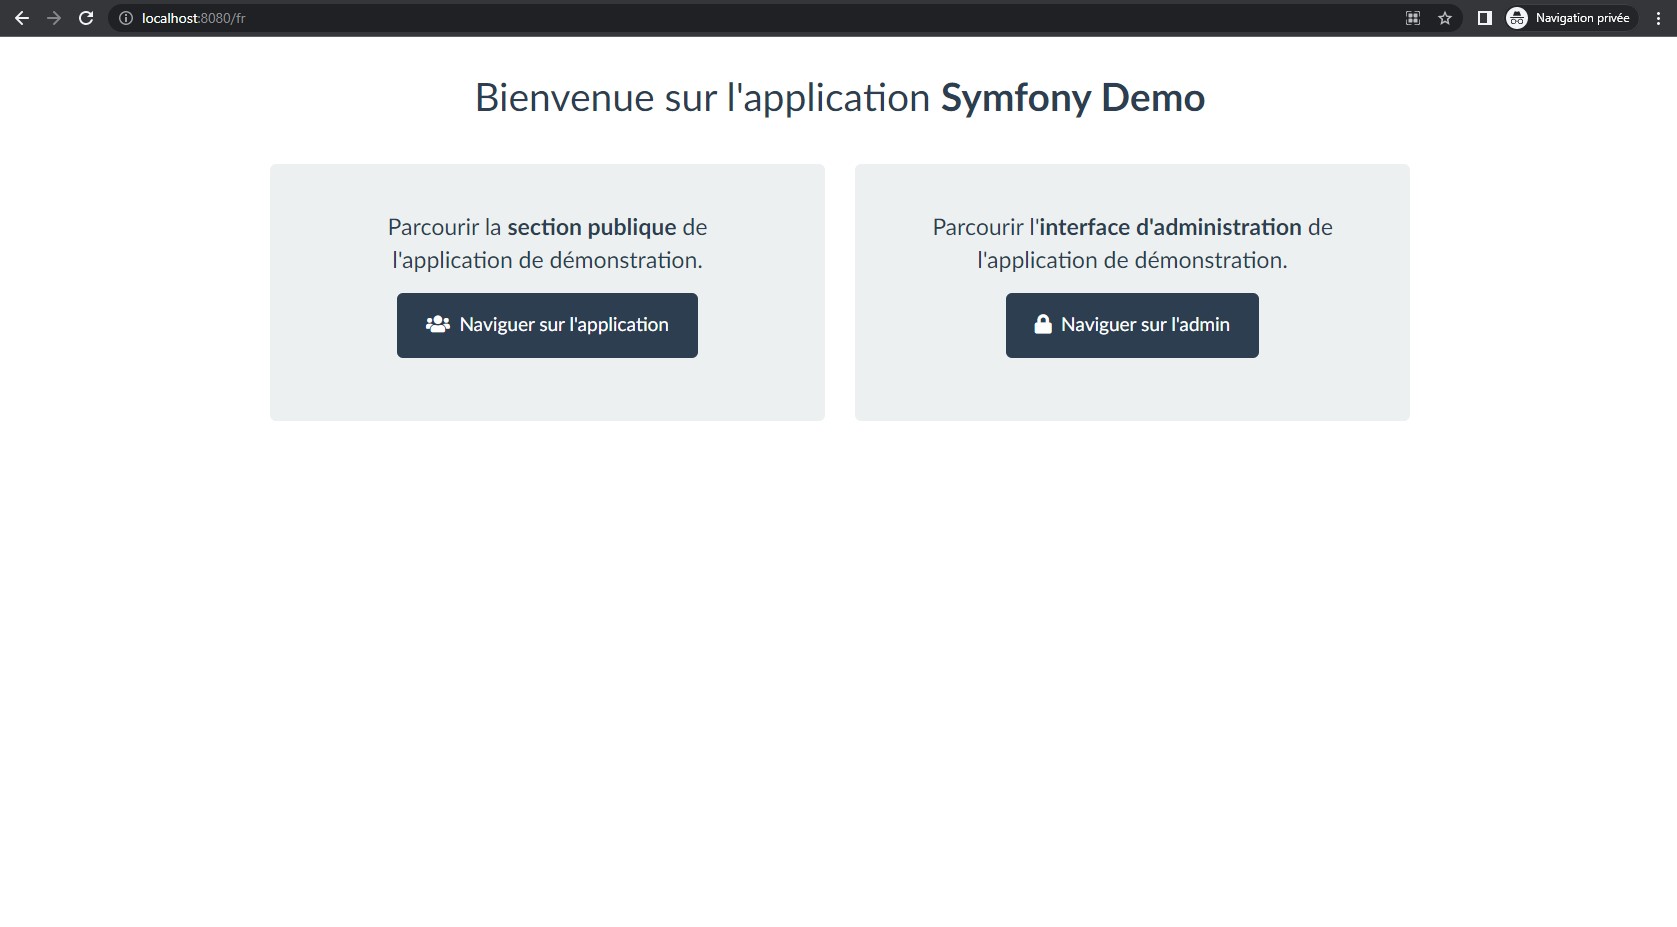 localhost:8080/fr
Navigation privée
Bienvenue sur l'application Symfony Demo
Parcourir la section publique de
l'application de démonstration.
Naviguer sur l'application
Parcourir l'interface d'administration de
l'application de démonstration.
Naviguer sur l'admin